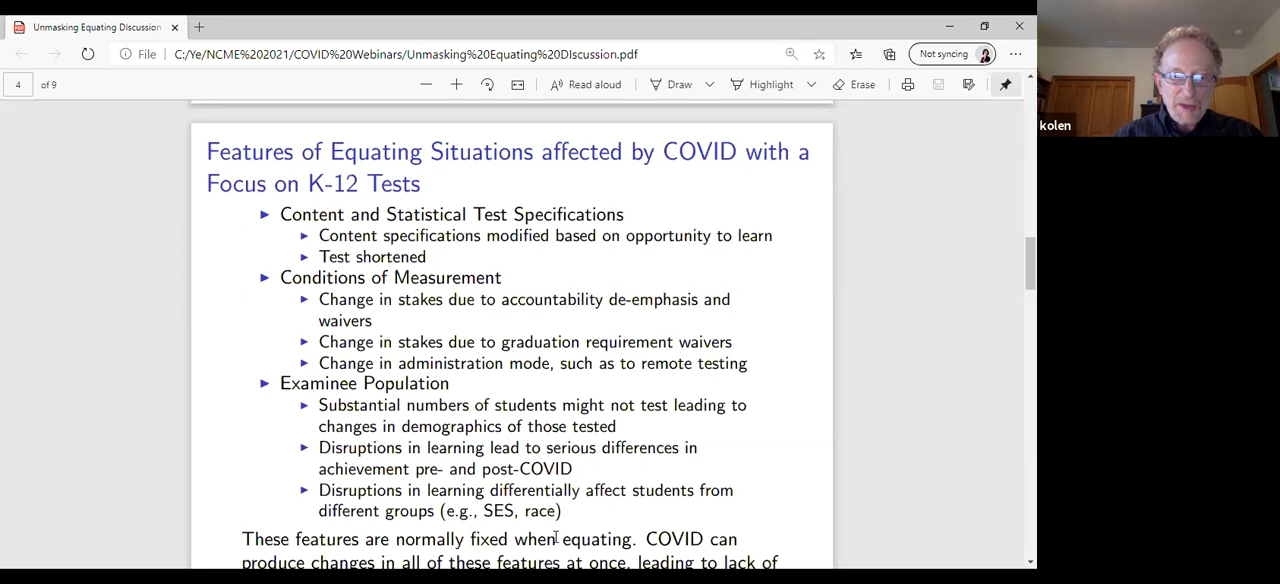 Unmasking Equating DIscussion
File
C:/Ye/NCME%202021/COVID%20Webinars/Unmasking%20Equating%20DIscussion.pdf
Not syncing
4
of 9
Read aloud
Draw
Highlight
Erase
kolen
Features of Equating Situations affected by COVID with a
Focus on K-12 Tests
Content and Statistical Test Specifications
Content specifications modified based on opportunity to learn
Test shortened
Conditions of Measurement
Change in stakes due to accountability de-emphasis and
waivers
Change in stakes due to graduation requirement waivers
Change in administration mode, such as to remote testing
Examinee Population
Substantial numbers of students might not test leading to
changes in demographics of those tested
Disruptions in learning lead to serious differences in
achievement pre- and post-COVID
Disruptions in learning differentially affect students from
different groups (e.g., SES, race)
These features are normally fixed when equating. COVID can
produce changes in all of these features at once, leading to lack of